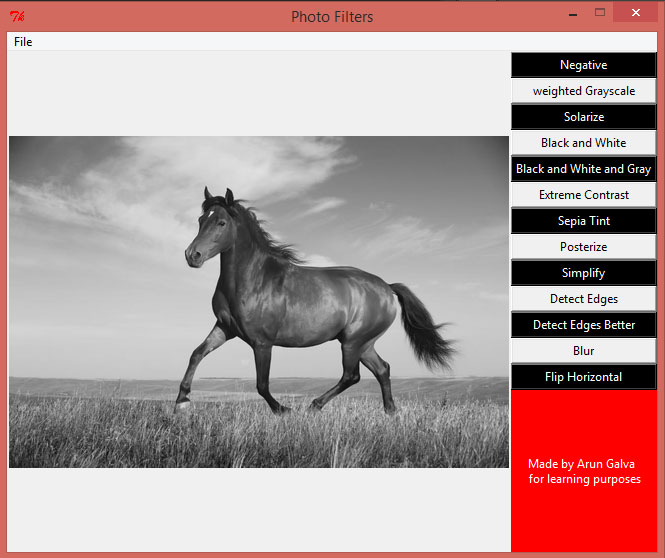 Photo Filters
File
Negative
weighted Grayscale
Solarize
Black and White
Black and White and Gray
Extreme Contrast
Sepia Tint
Posterize
Simplify
Detect Edges
Detect Edges Better
Blur
Flip Horizontal
Made by Arun Galva
for learning purposes